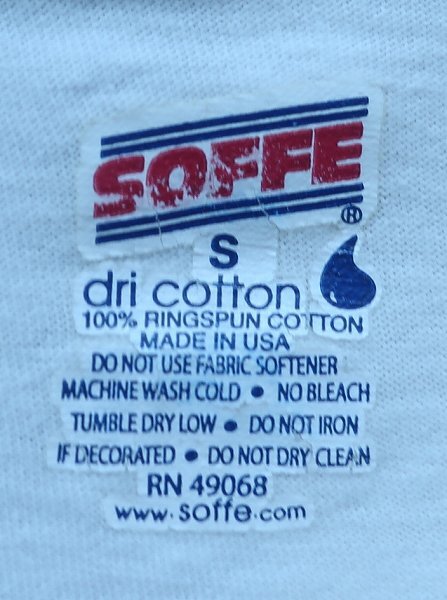 SOFFE®
S
dri cotton
100% RINGSPUN COTTON
MADE IN USA
DO NOT USE FABRIC SOFTENER
MACHINE WASH COLD • NO BLEACH
TUMBLE DRY LOW • DO NOT IRON
IF DECORATED • DO NOT DRY CLEAN
RN 49068
www.soffe.com